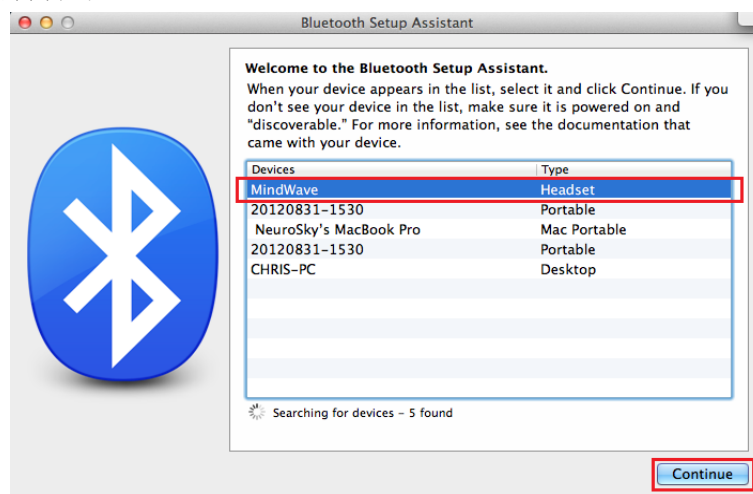 Bluetooth Setup Assistant
Welcome to the Bluetooth Setup Assistant.
When your device appears in the list, select it and click Continue. If you
don't see your device in the list, make sure it is powered on and
"discoverable." For more information, see the documentation that
came with your device.
Devices Type
MindWave Headset
20120831-1530 Portable
NeuroSky's MacBook Pro Mac Portable
20120831-1530 Portable
CHRIS-PC Desktop
Searching for devices – 5 found
Continue